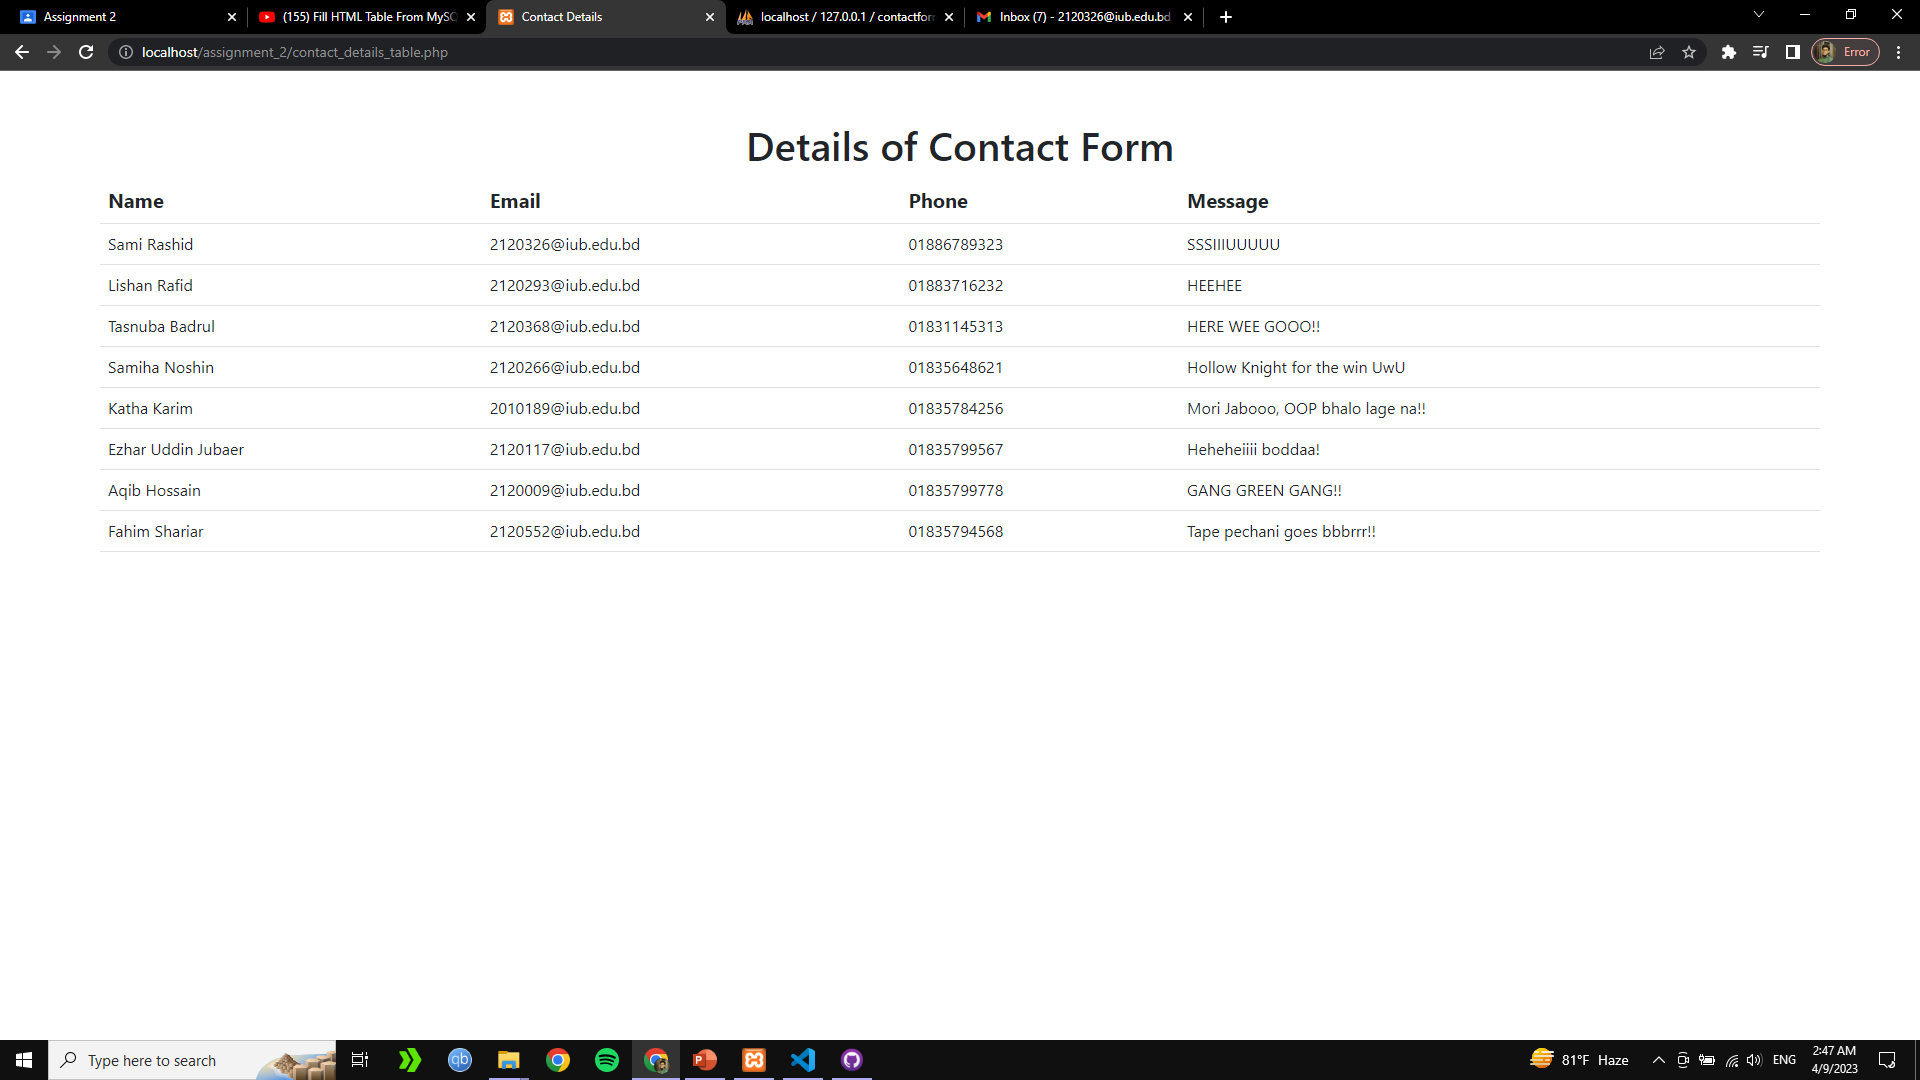 Assignment 2
(155) Fill HTML Table From MySQ
Contact Details
localhost / 127.0.0.1 / contactforr
Inbox (7) - 2120326@iub.edu.bd
localhost/assignment_2/contact_details_table.php
Error
Details of Contact Form
Name Email Phone Message
Sami Rashid 2120326@iub.edu.bd 01886789323 SSSIIIUUUUU
Lishan Rafid 2120293@iub.edu.bd 01883716232 HEEHEE
Tasnuba Badrul 2120368@iub.edu.bd 01831145313 HERE WEE GOOO!!
Samiha Noshin 2120266@iub.edu.bd 01835648621 Hollow Knight for the win UwU
Katha Karim 2010189@iub.edu.bd 01835784256 Mori Jabooo, OOP bhalo lage na!!
Ezhar Uddin Jubaer 2120117@iub.edu.bd 01835799567 Heheheiiii boddaa!
Aqib Hossain 2120009@iub.edu.bd 01835799778 GANG GREEN GANG!!
Fahim Shariar 2120552@iub.edu.bd 01835794568 Tape pechani goes bbbrrr!!
Type here to search
qb
P
81°F Haze
ENG
2:47 AM
4/9/2023